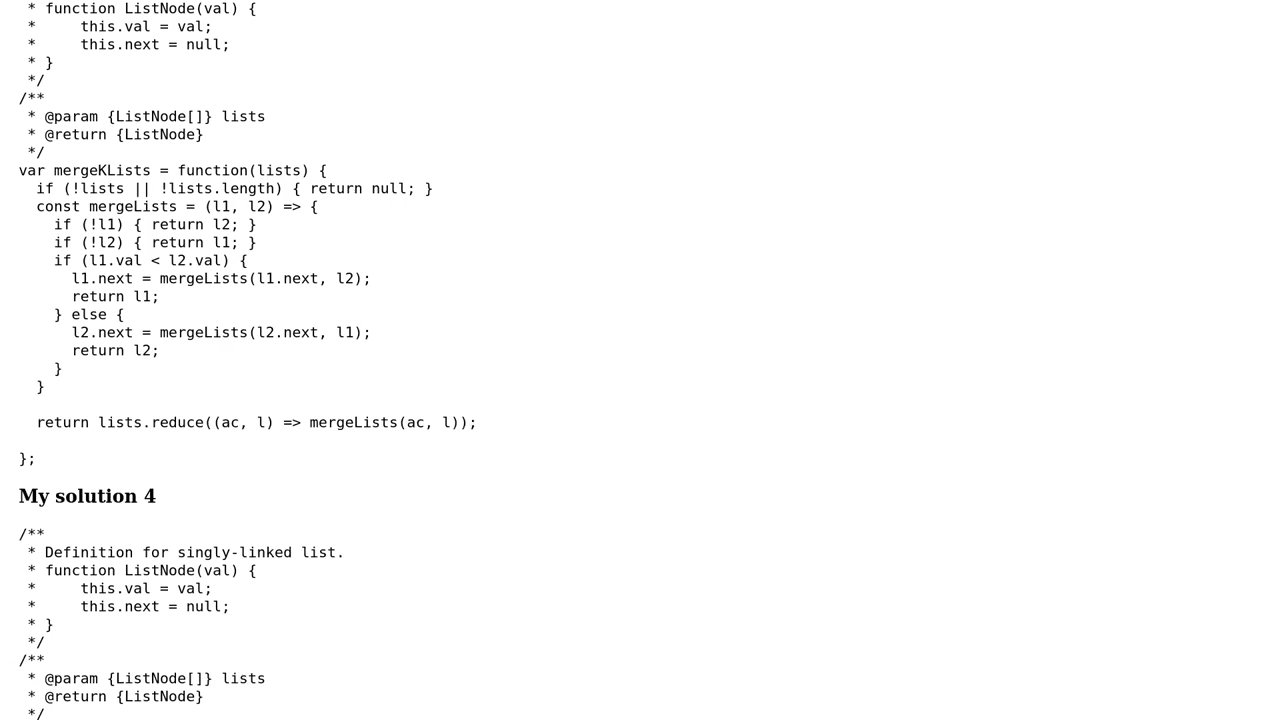 * function ListNode(val) {
 *     this.val = val;
 *     this.next = null;
 * }
 */
/**
 * @param {ListNode[]} lists
 * @return {ListNode}
 */
var mergeKLists = function(lists) {
  if (!lists || !lists.length) { return null; }
  const mergeLists = (l1, l2) => {
    if (!l1) { return l2; }
    if (!l2) { return l1; }
    if (l1.val < l2.val) {
      l1.next = mergeLists(l1.next, l2);
      return l1;
    } else {
      l2.next = mergeLists(l2.next, l1);
      return l2;
    }
  }

  return lists.reduce((ac, l) => mergeLists(ac, l));

};
My solution 4
/**
 * Definition for singly-linked list.
 * function ListNode(val) {
 *     this.val = val;
 *     this.next = null;
 * }
 */
/**
 * @param {ListNode[]} lists
 * @return {ListNode}
 */